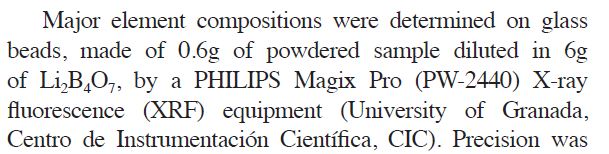 Major element compositions were determined on glass
beads, made of 0.6g of powdered sample diluted in 6g
of Li₂B₄O₇, by a PHILIPS Magix Pro (PW-2440) X-ray
fluorescence (XRF) equipment (University of Granada,
Centro de Instrumentación Científica, CIC). Precision was